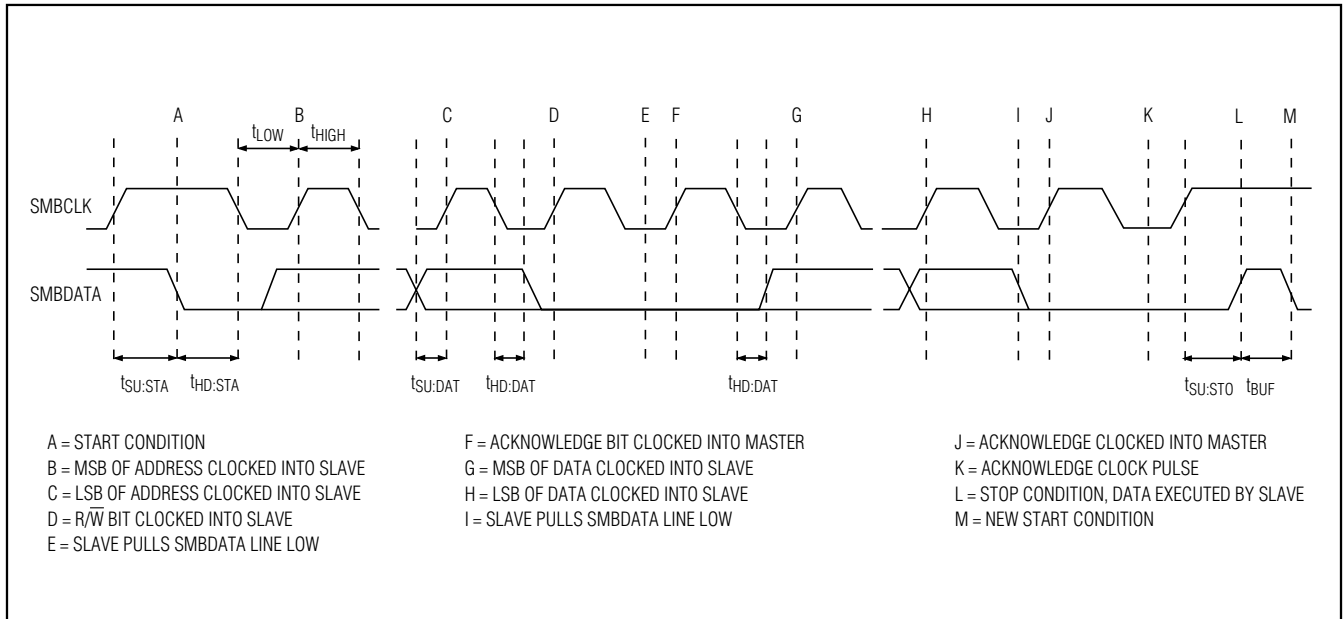 A B C D E F G H I J K L M
tLOW tHIGH
SMBCLK
SMBDATA
tSU:STA tHD:STA tSU:DAT tHD:DAT tHD:DAT tSU:STO tBUF
A = START CONDITION
B = MSB OF ADDRESS CLOCKED INTO SLAVE
C = LSB OF ADDRESS CLOCKED INTO SLAVE
D = R/W̅ BIT CLOCKED INTO SLAVE
E = SLAVE PULLS SMBDATA LINE LOW
F = ACKNOWLEDGE BIT CLOCKED INTO MASTER
G = MSB OF DATA CLOCKED INTO SLAVE
H = LSB OF DATA CLOCKED INTO SLAVE
I = SLAVE PULLS SMBDATA LINE LOW
J = ACKNOWLEDGE CLOCKED INTO MASTER
K = ACKNOWLEDGE CLOCK PULSE
L = STOP CONDITION, DATA EXECUTED BY SLAVE
M = NEW START CONDITION